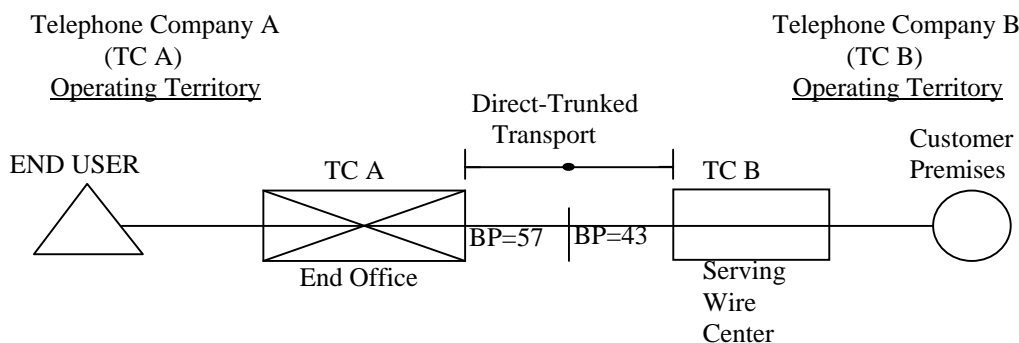 Telephone Company A
(TC A)
Operating Territory
Telephone Company B
(TC B)
Operating Territory
Direct-Trunked
Transport
Customer
Premises
END USER
TC A
TC B
BP=57
BP=43
End Office
Serving
Wire
Center